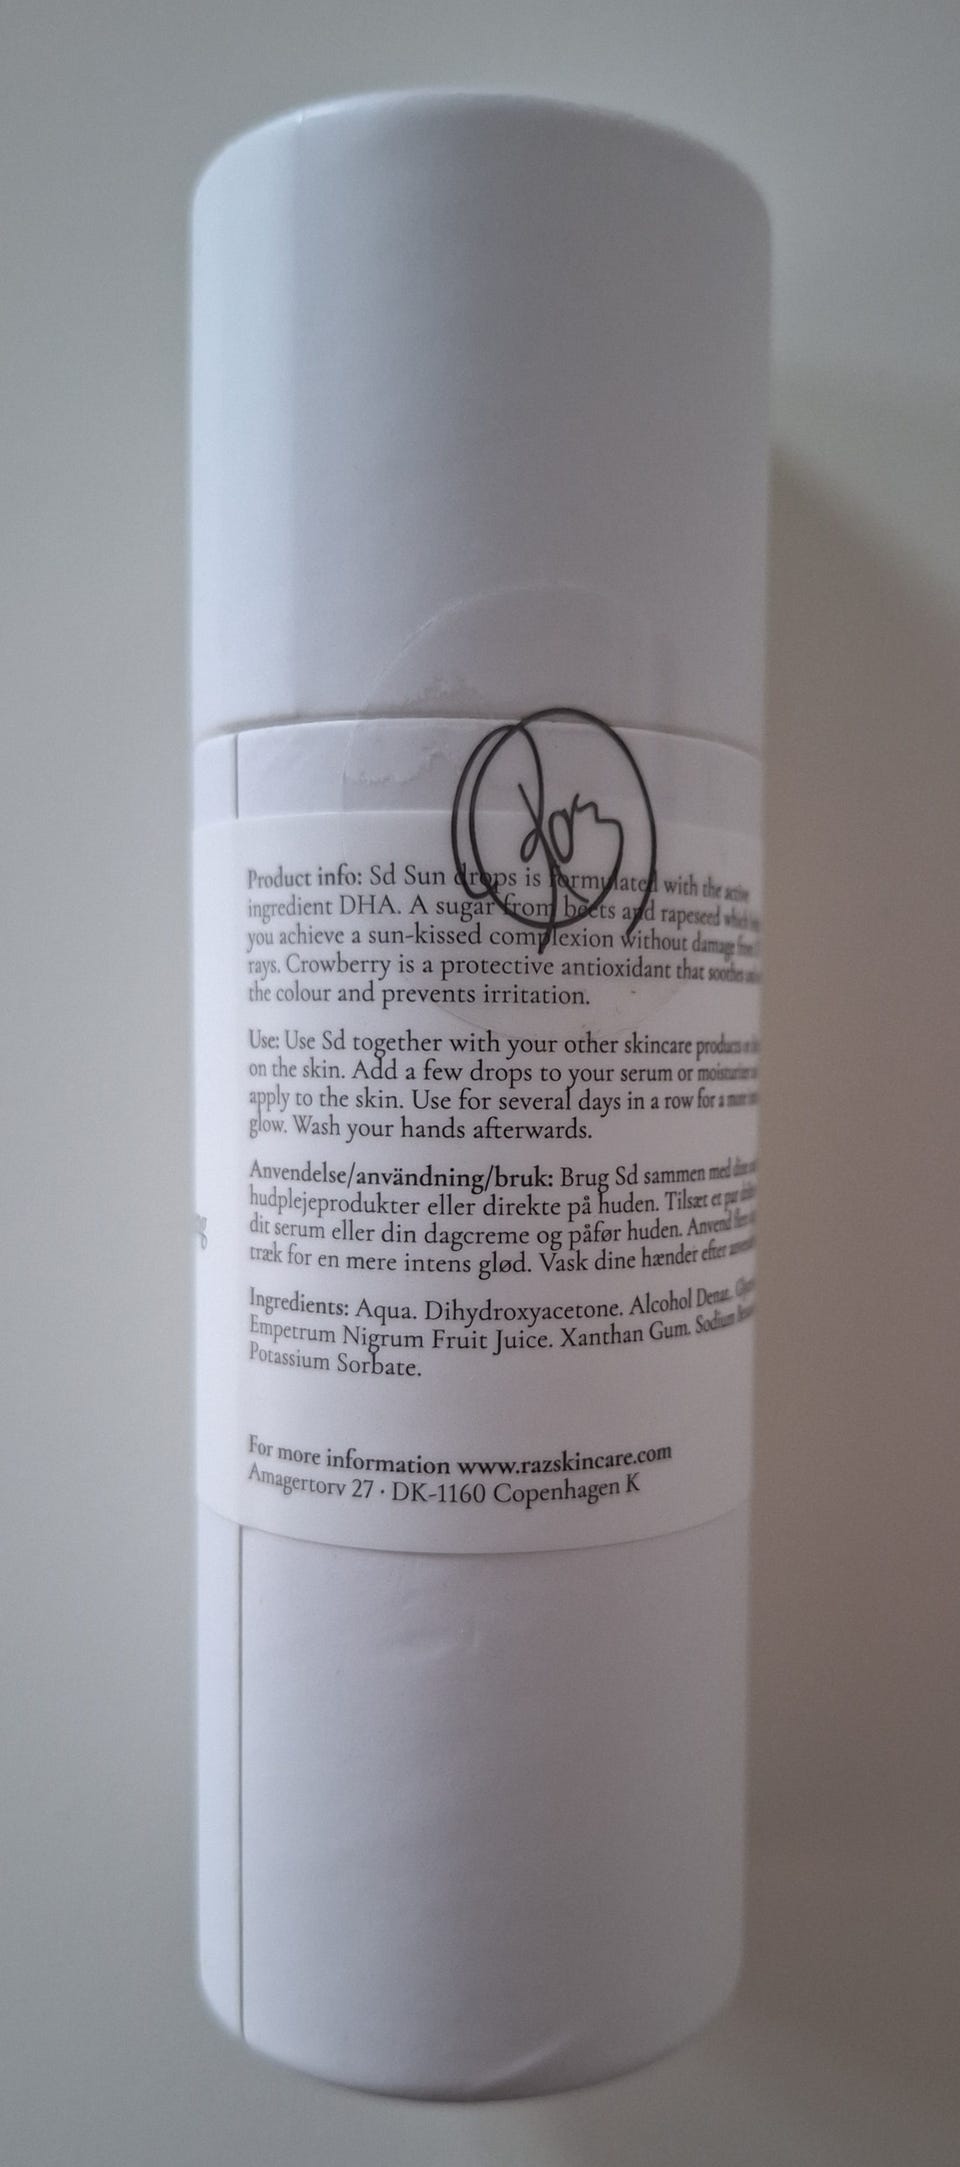 Raz
Product info: Sd Sun drops is formulated with the active
ingredient DHA. A sugar from beets and rapeseed which
you achieve a sun-kissed complexion without damage from
rays. Crowberry is a protective antioxidant that soothes
the colour and prevents irritation.
Use: Use Sd together with your other skincare products
on the skin. Add a few drops to your serum or moisturizer
apply to the skin. Use for several days in a row for a more
glow. Wash your hands afterwards.
Anvendelse/användning/bruk: Brug Sd sammen med dine
hudplejeprodukter eller direkte på huden. Tilsæt et par
dit serum eller din dagcreme og påfør huden. Anvend flere
træk for en mere intens glød. Vask dine hænder efter
Ingredients: Aqua. Dihydroxyacetone. Alcohol Denat.
Empetrum Nigrum Fruit Juice. Xanthan Gum. Sodium
Potassium Sorbate.
For more information www.razskincare.com
Amagertorv 27 · DK-1160 Copenhagen K